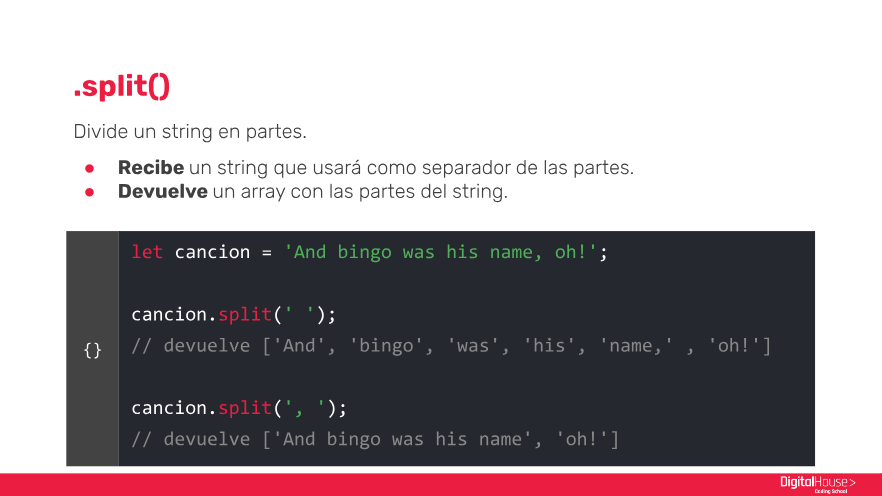 .split()
Divide un string en partes.
● Recibe un string que usará como separador de las partes.
● Devuelve un array con las partes del string.
let cancion = 'And bingo was his name, oh!';
cancion.split(' ');
{}
// devuelve ['And', 'bingo', 'was', 'his', 'name,' , 'oh!']
cancion.split(', ');
// devuelve ['And bingo was his name', 'oh!']
DigitalHouse>
Coding School